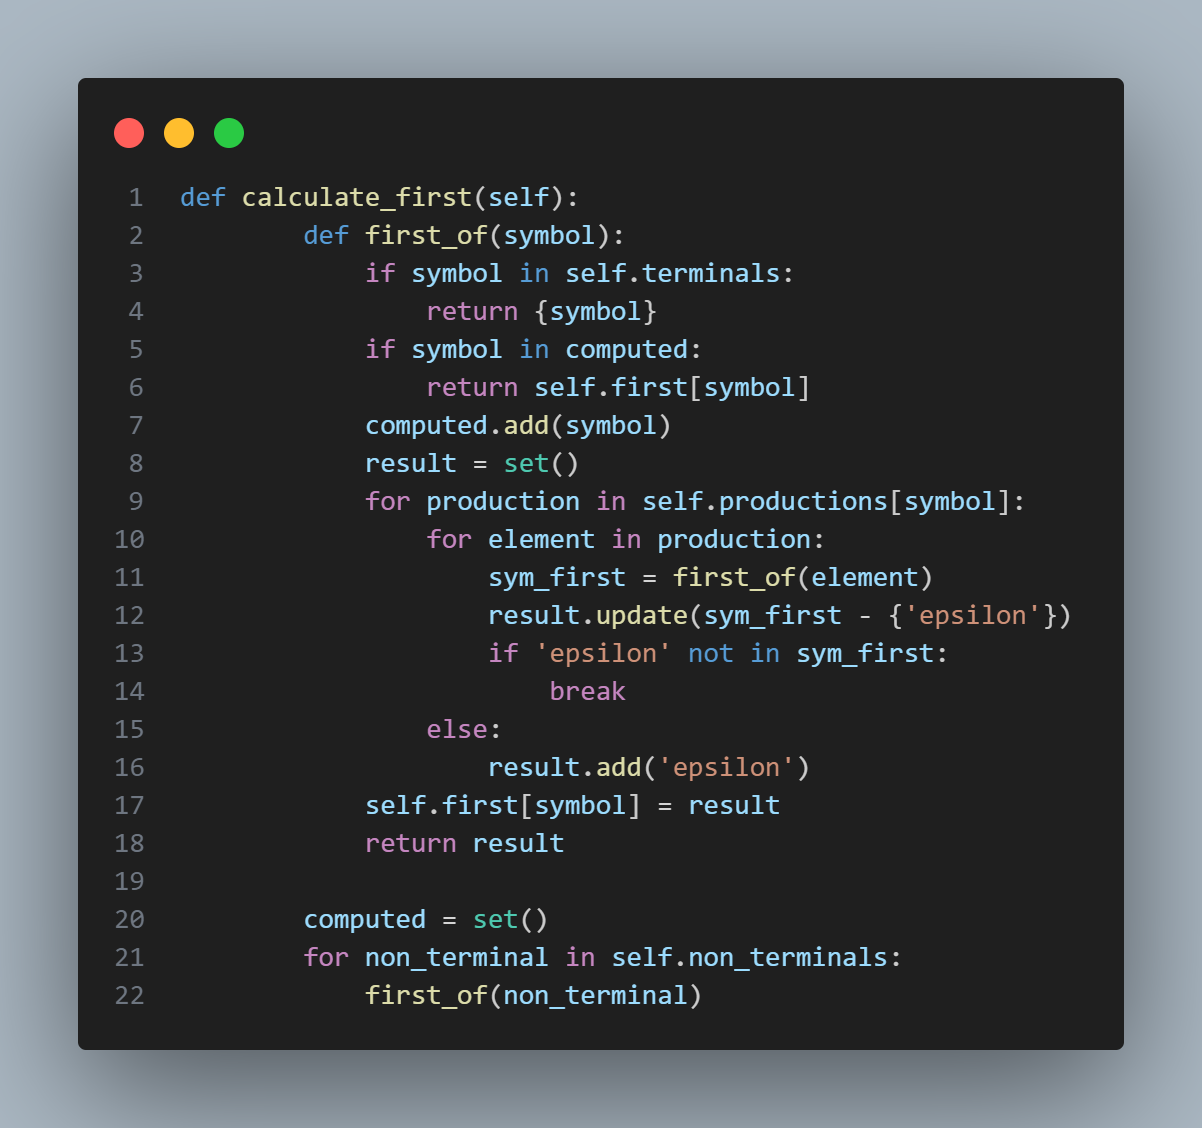 1 def calculate_first(self):
2         def first_of(symbol):
3             if symbol in self.terminals:
4                 return {symbol}
5             if symbol in computed:
6                 return self.first[symbol]
7             computed.add(symbol)
8             result = set()
9             for production in self.productions[symbol]:
10                 for element in production:
11                     sym_first = first_of(element)
12                     result.update(sym_first - {'epsilon'})
13                     if 'epsilon' not in sym_first:
14                         break
15                 else:
16                     result.add('epsilon')
17             self.first[symbol] = result
18             return result
19
20         computed = set()
21         for non_terminal in self.non_terminals:
22             first_of(non_terminal)